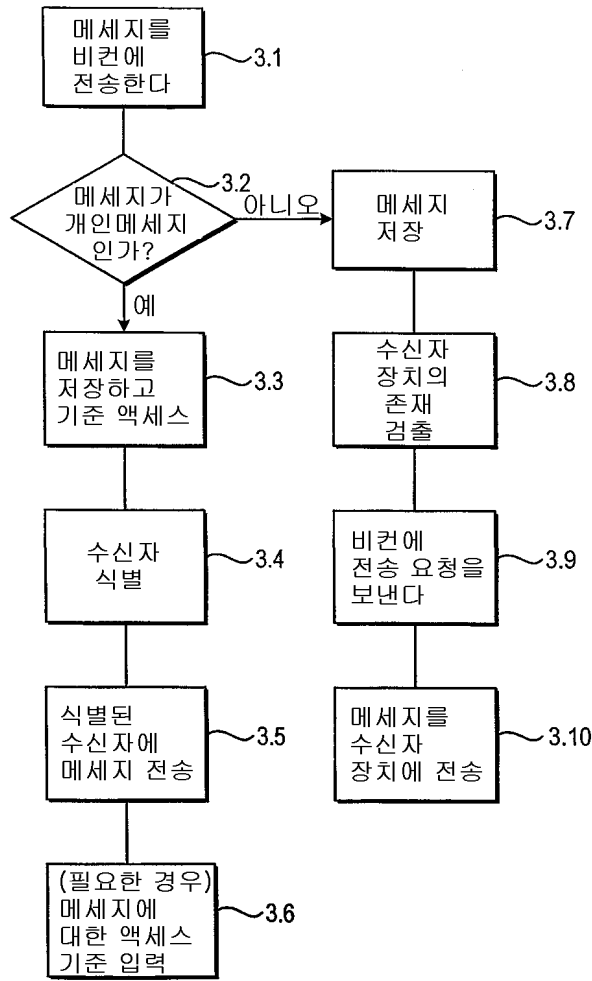 메세지를
비컨에
전송한다
3.1
메세지가
개인메세지
인가?
3.2
아니오
예
메세지를
저장하고
기준 액세스
3.3
수신자
식별
3.4
식별된
수신자에
메세지 전송
3.5
(필요한 경우)
메세지에
대한 액세스
기준 입력
3.6
메세지
저장
3.7
수신자
장치의
존재
검출
3.8
비컨에
전송 요청을
보낸다
3.9
메세지를
수신자
장치에 전송
3.10